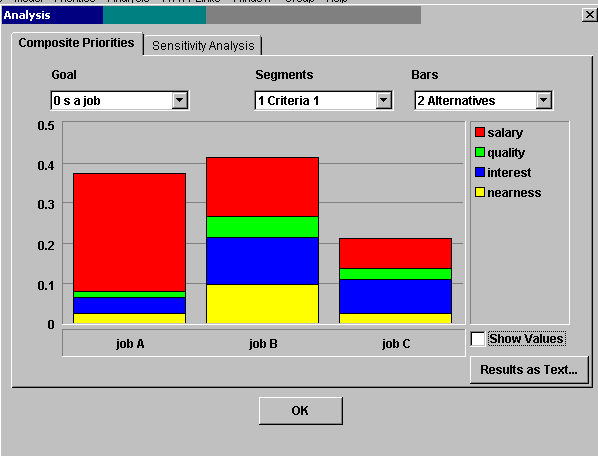 Analysis
Composite Priorities Sensitivity Analysis
Goal Segments Bars
0 s a job 1 Criteria 1 2 Alternatives
0.5
0.4
0.3
0.2
0.1
0
salary
quality
interest
nearness
job A job B job C
Show Values
Results as Text...
OK